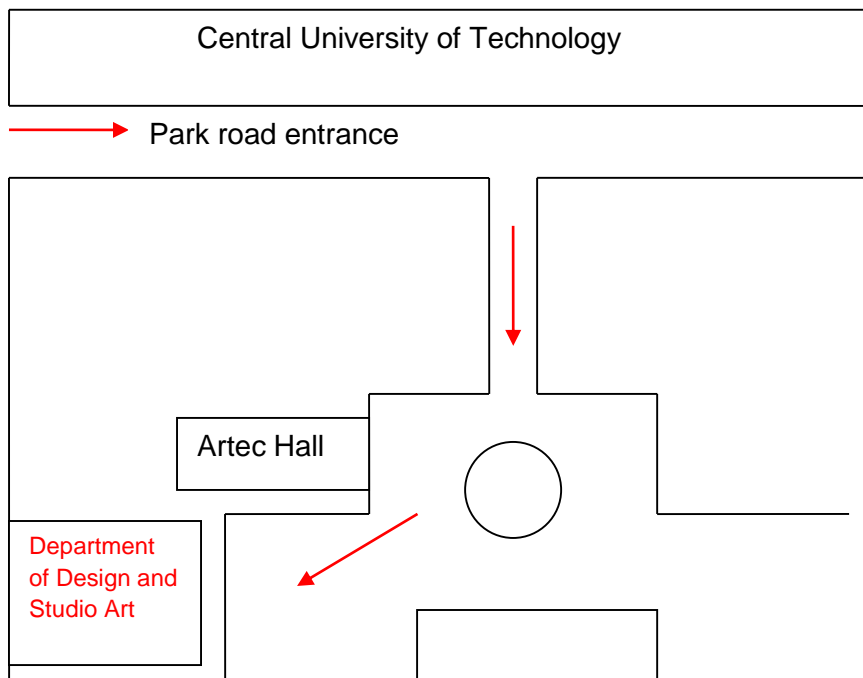 Central University of Technology
Park road entrance
Artec Hall
Department
of Design and
Studio Art